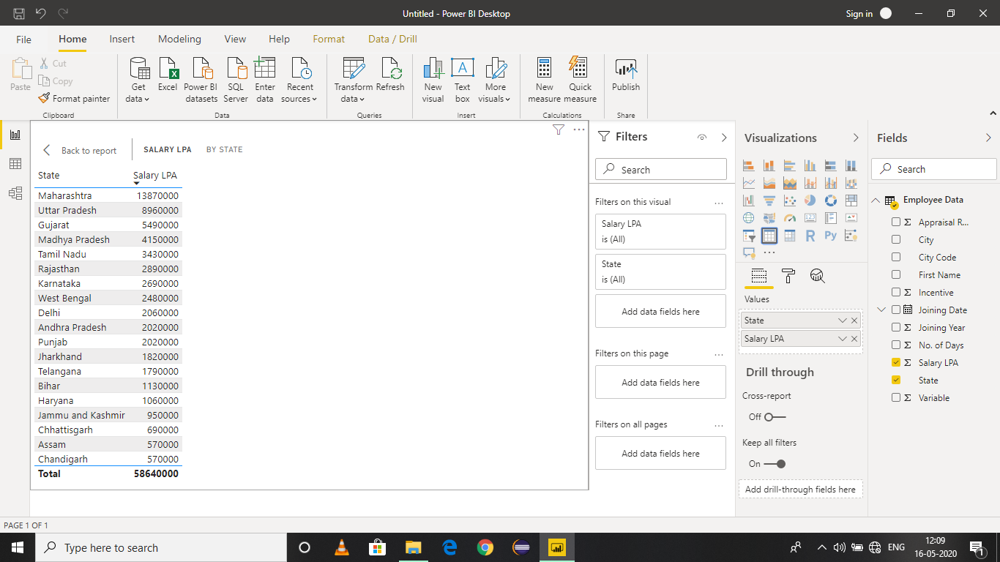 Untitled - Power BI Desktop
Sign in
File Home Insert Modeling View Help Format Data / Drill
Paste
Cut
Copy
Format painter
Clipboard
Get data
Excel
Power BI datasets
SQL Server
Enter data
Recent sources
Data
Transform data
Refresh
Queries
New visual
Text box
More visuals
Insert
New measure
Quick measure
Calculations
Publish
Share
Back to report
SALARY LPA BY STATE
State Salary LPA
Maharashtra 13870000
Uttar Pradesh 8960000
Gujarat 5490000
Madhya Pradesh 4150000
Tamil Nadu 3430000
Rajasthan 2890000
Karnataka 2690000
West Bengal 2480000
Delhi 2060000
Andhra Pradesh 2020000
Punjab 2020000
Jharkhand 1820000
Telangana 1790000
Bihar 1130000
Haryana 1060000
Jammu and Kashmir 950000
Chhattisgarh 690000
Assam 570000
Chandigarh 570000
Total 58640000
Filters
Search
Filters on this visual ...
Salary LPA
is (All)
State
is (All)
Add data fields here
Filters on this page ...
Add data fields here
Filters on all pages ...
Add data fields here
Visualizations
123
R Py
...
Values
State
Salary LPA
Drill through
Cross-report
Off
Keep all filters
On
Add drill-through fields here
Fields
Search
Employee Data
Σ Appraisal R...
City
City Code
First Name
Σ Incentive
Joining Date
Σ Joining Year
Σ No. of Days
Σ Salary LPA
State
Σ Variable
PAGE 1 OF 1
Type here to search
ENG
12:09
16-05-2020
1